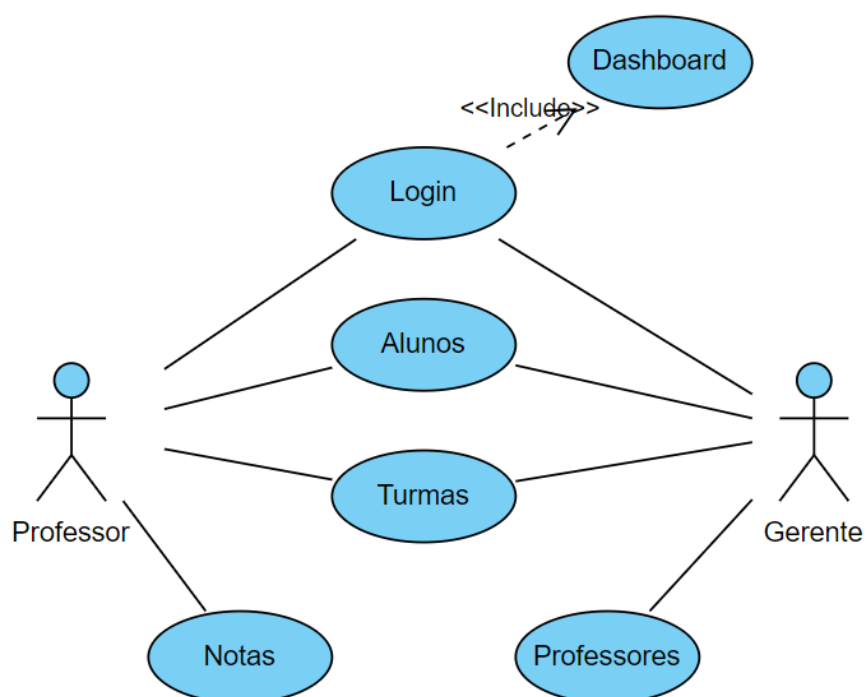 Dashboard
<<Include>>
Login
Alunos
Turmas
Professor
Gerente
Notas
Professores